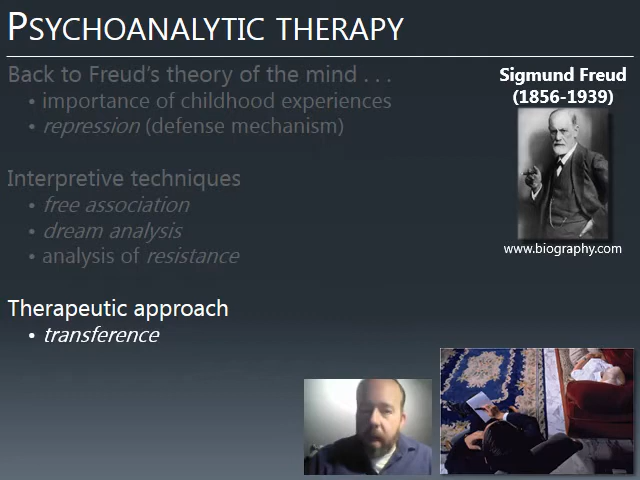 PSYCHOANALYTIC THERAPY
Back to Freud's theory of the mind . . .
• importance of childhood experiences
• repression (defense mechanism)
Interpretive techniques
• free association
• dream analysis
• analysis of resistance
Therapeutic approach
• transference
Sigmund Freud
(1856-1939)
www.biography.com